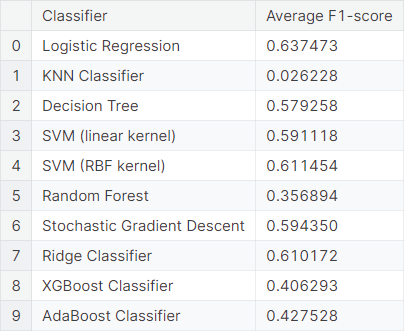 Classifier Average F1-score
0 Logistic Regression 0.637473
1 KNN Classifier 0.026228
2 Decision Tree 0.579258
3 SVM (linear kernel) 0.591118
4 SVM (RBF kernel) 0.611454
5 Random Forest 0.356894
6 Stochastic Gradient Descent 0.594350
7 Ridge Classifier 0.610172
8 XGBoost Classifier 0.406293
9 AdaBoost Classifier 0.427528